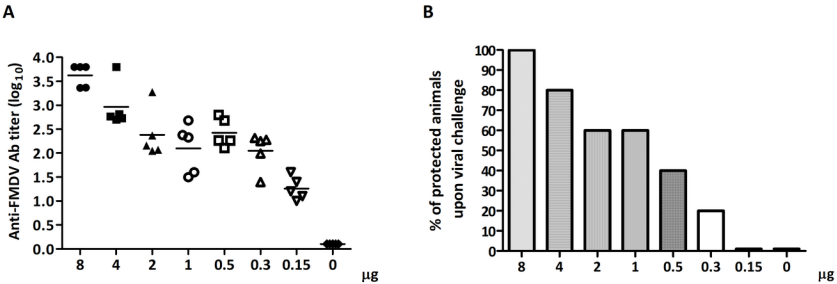 A
Anti-FMDV Ab titer (log10)
4.0
3.5
3.0
2.5
2.0
1.5
1.0
0.5
0.0
8 4 2 1 0.5 0.3 0.15 0
µg
B
% of protected animals
upon viral challenge
100
90
80
70
60
50
40
30
20
10
0
8 4 2 1 0.5 0.3 0.15 0
µg